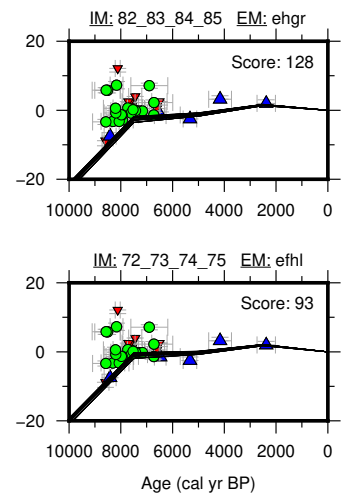 IM: 82_83_84_85 EM: ehgr
20
Score: 128
0
−20
10000 8000 6000 4000 2000 0
IM: 72_73_74_75 EM: efhl
20
Score: 93
0
−20
10000 8000 6000 4000 2000 0
Age (cal yr BP)